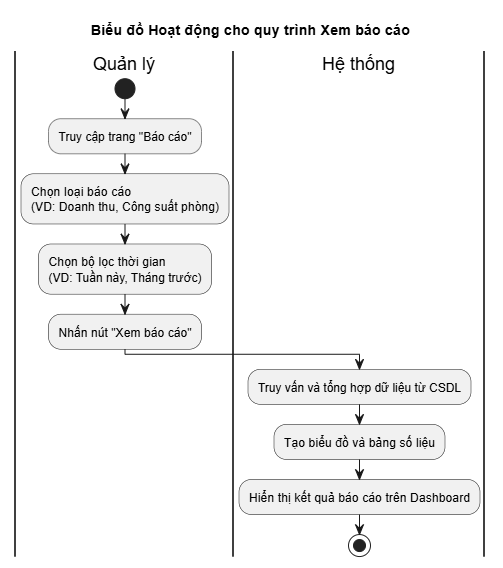 Biểu đồ Hoạt động cho quy trình Xem báo cáo
Quản lý
Hệ thống
Truy cập trang "Báo cáo"
Chọn loại báo cáo
(VD: Doanh thu, Công suất phòng)
Chọn bộ lọc thời gian
(VD: Tuần này, Tháng trước)
Nhấn nút "Xem báo cáo"
Truy vấn và tổng hợp dữ liệu từ CSDL
Tạo biểu đồ và bảng số liệu
Hiển thị kết quả báo cáo trên Dashboard